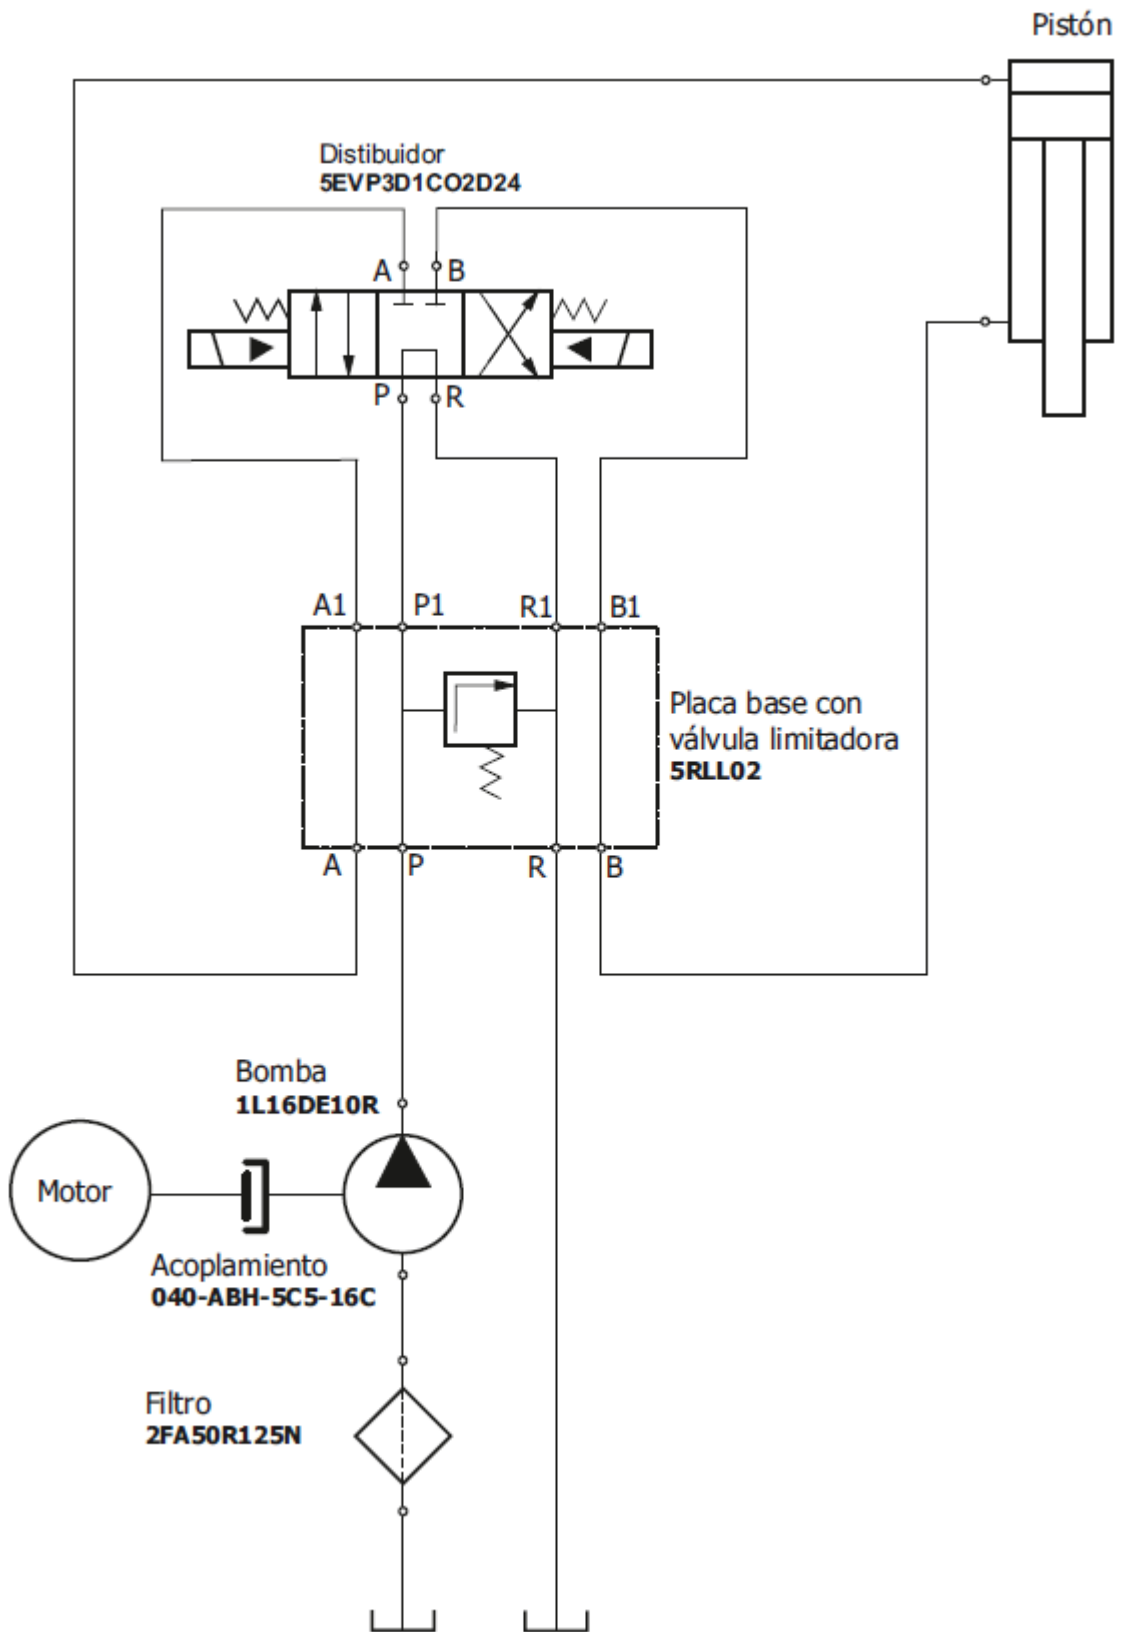 Pistón
Distibuidor
5EVP3D1CO2D24
A B
P R
A1 P1 R1 B1
Placa base con
válvula limitadora
5RLL02
A P R B
Bomba
1L16DE10R
Motor
Acoplamiento
040-ABH-5C5-16C
Filtro
2FA50R125N